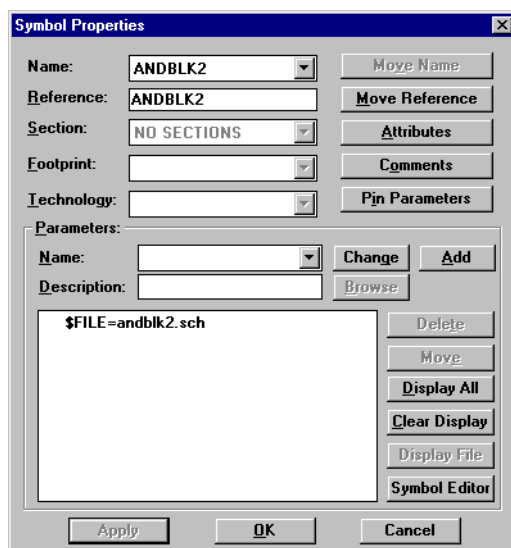 Symbol Properties
Name: ANDBLK2 Move Name
Reference: ANDBLK2 Move Reference
Section: NO SECTIONS Attributes
Footprint: Comments
Technology: Pin Parameters
Parameters:
Name: Change Add
Description: Browse
$FILE=andblk2.sch
Delete
Move
Display All
Clear Display
Display File
Symbol Editor
Apply OK Cancel